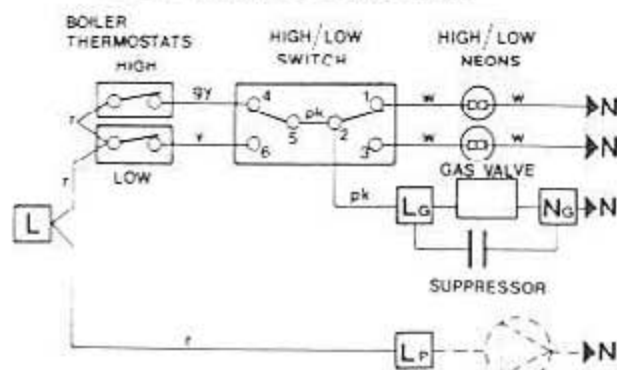 BOILER
THERMOSTATS
HIGH
HIGH/LOW
SWITCH
HIGH/LOW
NEONS
gy
4
1
w
w
N
pk
5
2
r
y
6
3
w
w
N
LOW
GAS VALVE
r
L
pk
LG
NG
N
SUPPRESSOR
r
LP
N